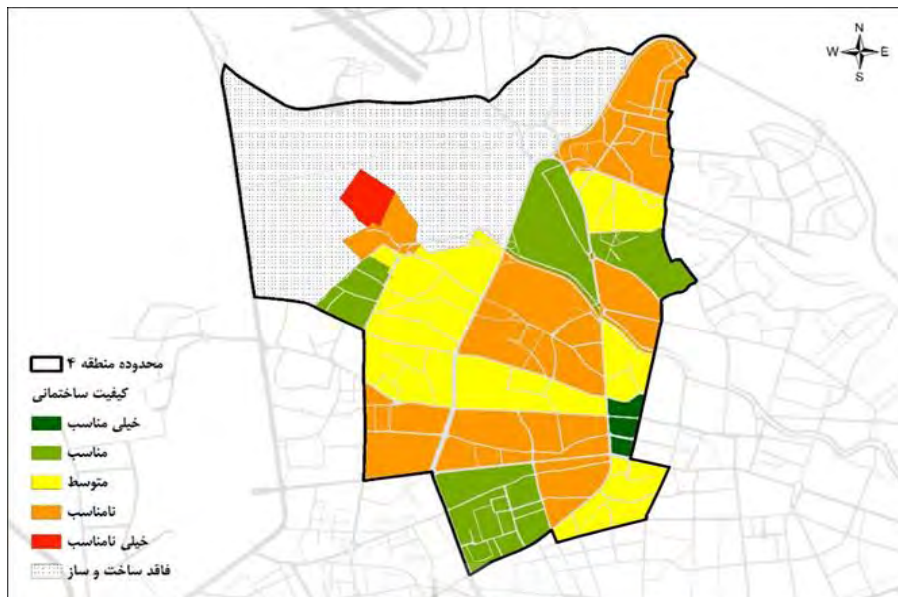 N
W E
S
محدوده منطقه ۴
کیفیت ساختمانی
خیلی مناسب
مناسب
متوسط
نامناسب
خیلی نامناسب
فاقد ساخت و ساز